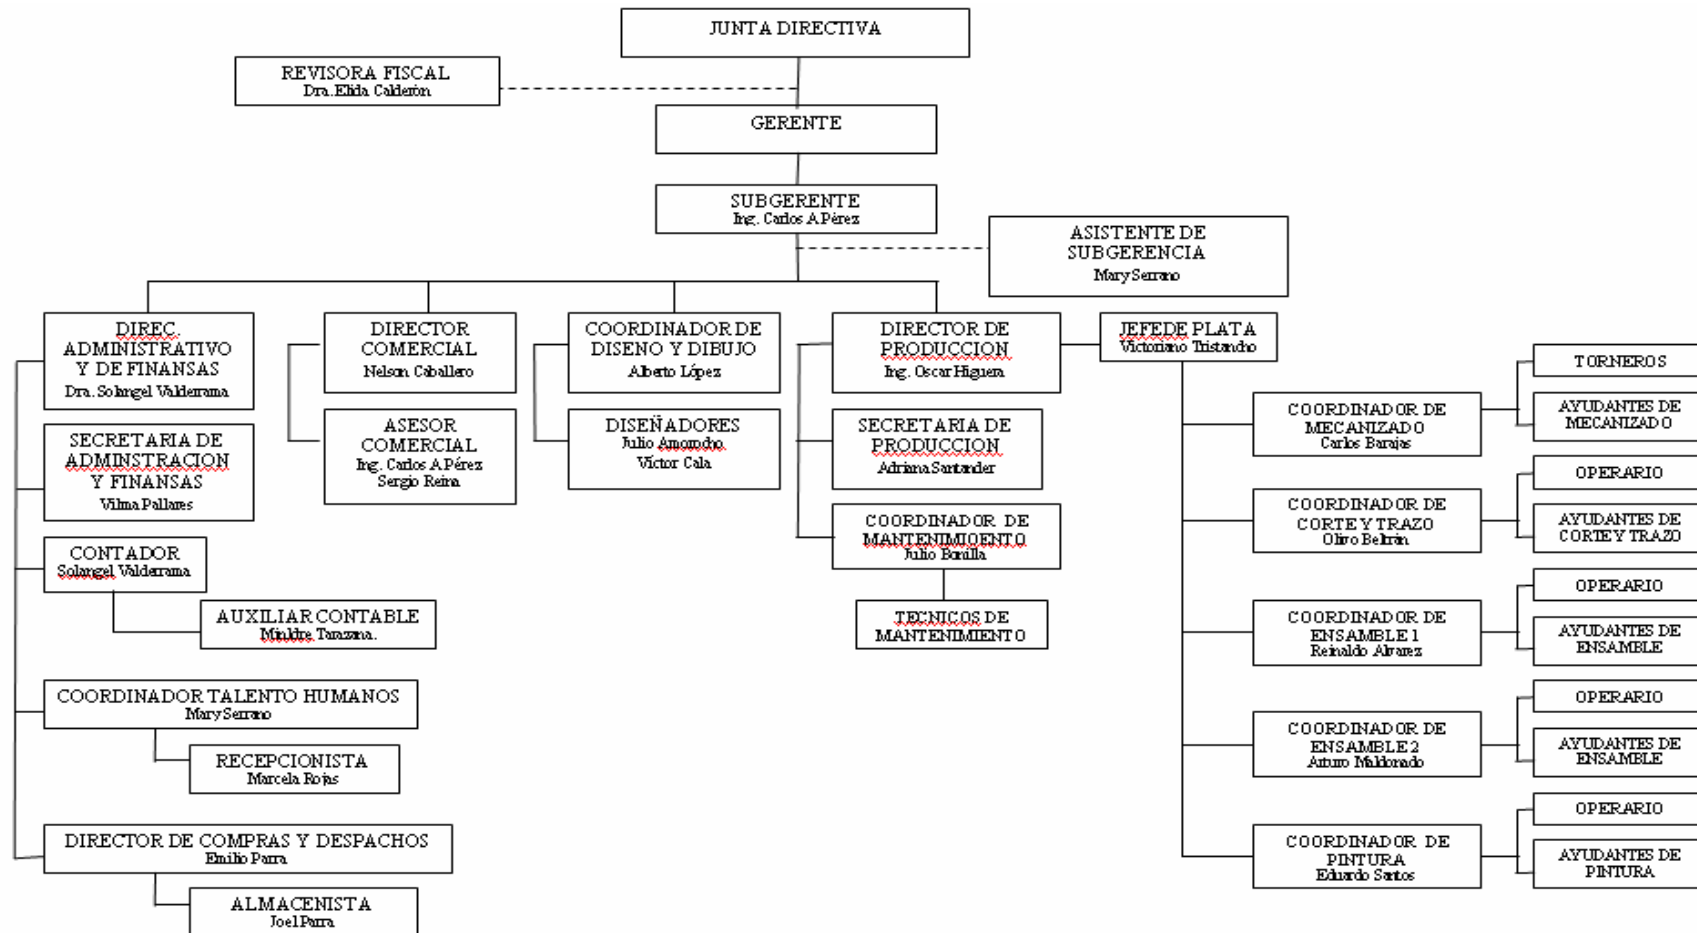 JUNTA DIRECTIVA
REVISORA FISCAL
Dra. Elida Calderón
GERENTE
SUBGERENTE
Ing. Carlos A Pérez
ASISTENTE DE
SUBGERENCIA
Mary Serrano
DIREC.
ADMINISTRATIVO
Y DE FINANSAS
Dra. Solangel Valderrama
DIRECTOR
COMERCIAL
Nelson Caballero
COORDINADOR DE
DISENO Y DIBUJO
Alberto López
DIRECTOR DE
PRODUCCION
Ing. Oscar Higuera
JEFE DE PLATA
Victoriano Tristancho
SECRETARIA DE
ADMINSTRACION
Y FINANSAS
Vilma Pallares
ASESOR
COMERCIAL
Ing. Carlos A Pérez
Sergio Reina
DISEÑADORES
Julio Amorocho
Víctor Cala
SECRETARIA DE
PRODUCCION
Adriana Santander
CONTADOR
Solangel Valderrama
AUXILIAR CONTABLE
Tarazona.
COORDINADOR DE
MANTENIMIOENTO
Julio Bonilla
TECNICOS DE
MANTENIMIENTO
COORDINADOR TALENTO HUMANOS
Mary Serrano
RECEPCIONISTA
Marcela Rojas
DIRECTOR DE COMPRAS Y DESPACHOS
Emilio Parra
ALMACENISTA
Joel Parra
COORDINADOR DE
MECANIZADO
Carlos Barajas
TORNEROS
AYUDANTES DE
MECANIZADO
COORDINADOR DE
CORTE Y TRAZO
Olivo Beltrán
OPERARIO
AYUDANTES DE
CORTE Y TRAZO
COORDINADOR DE
ENSAMBLE 1
Reinaldo Alvarez
OPERARIO
AYUDANTES DE
ENSAMBLE
COORDINADOR DE
ENSAMBLE 2
Arturo Maldonado
OPERARIO
AYUDANTES DE
ENSAMBLE
COORDINADOR DE
PINTURA
Eduardo Santos
OPERARIO
AYUDANTES DE
PINTURA